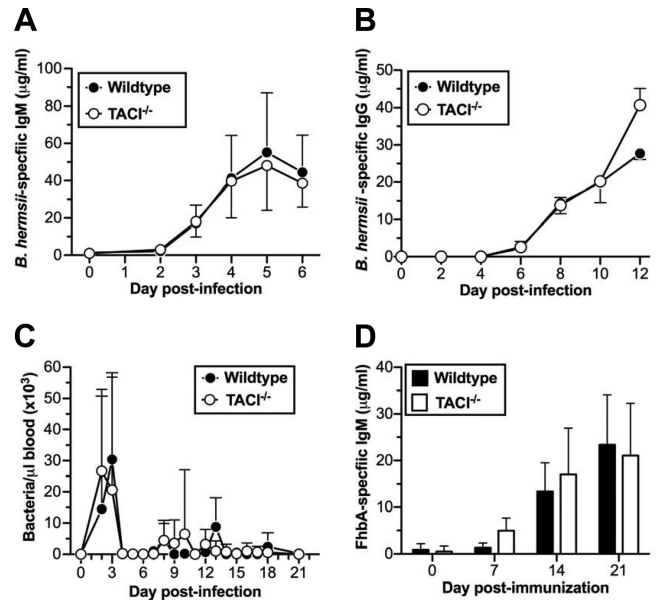 A
B. hermsii-specfiic IgM (μg/ml)
100
80
60
40
20
0
Wildtype
TACI-/-
0 1 2 3 4 5 6
Day post-infection
B
B. hermsii -specific IgG (μg/ml)
50
40
30
20
10
0
Wildtype
TACI-/-
0 2 4 6 8 10 12
Day post-infection
C
Bacteria/μl blood (x10³)
60
50
40
30
20
10
0
Wildtype
TACI-/-
0 3 6 9 12 15 18 21
Day post-infection
D
FhbA-specfiic IgM (μg/ml)
40
30
20
10
0
Wildtype
TACI-/-
0 7 14 21
Day post-immunization